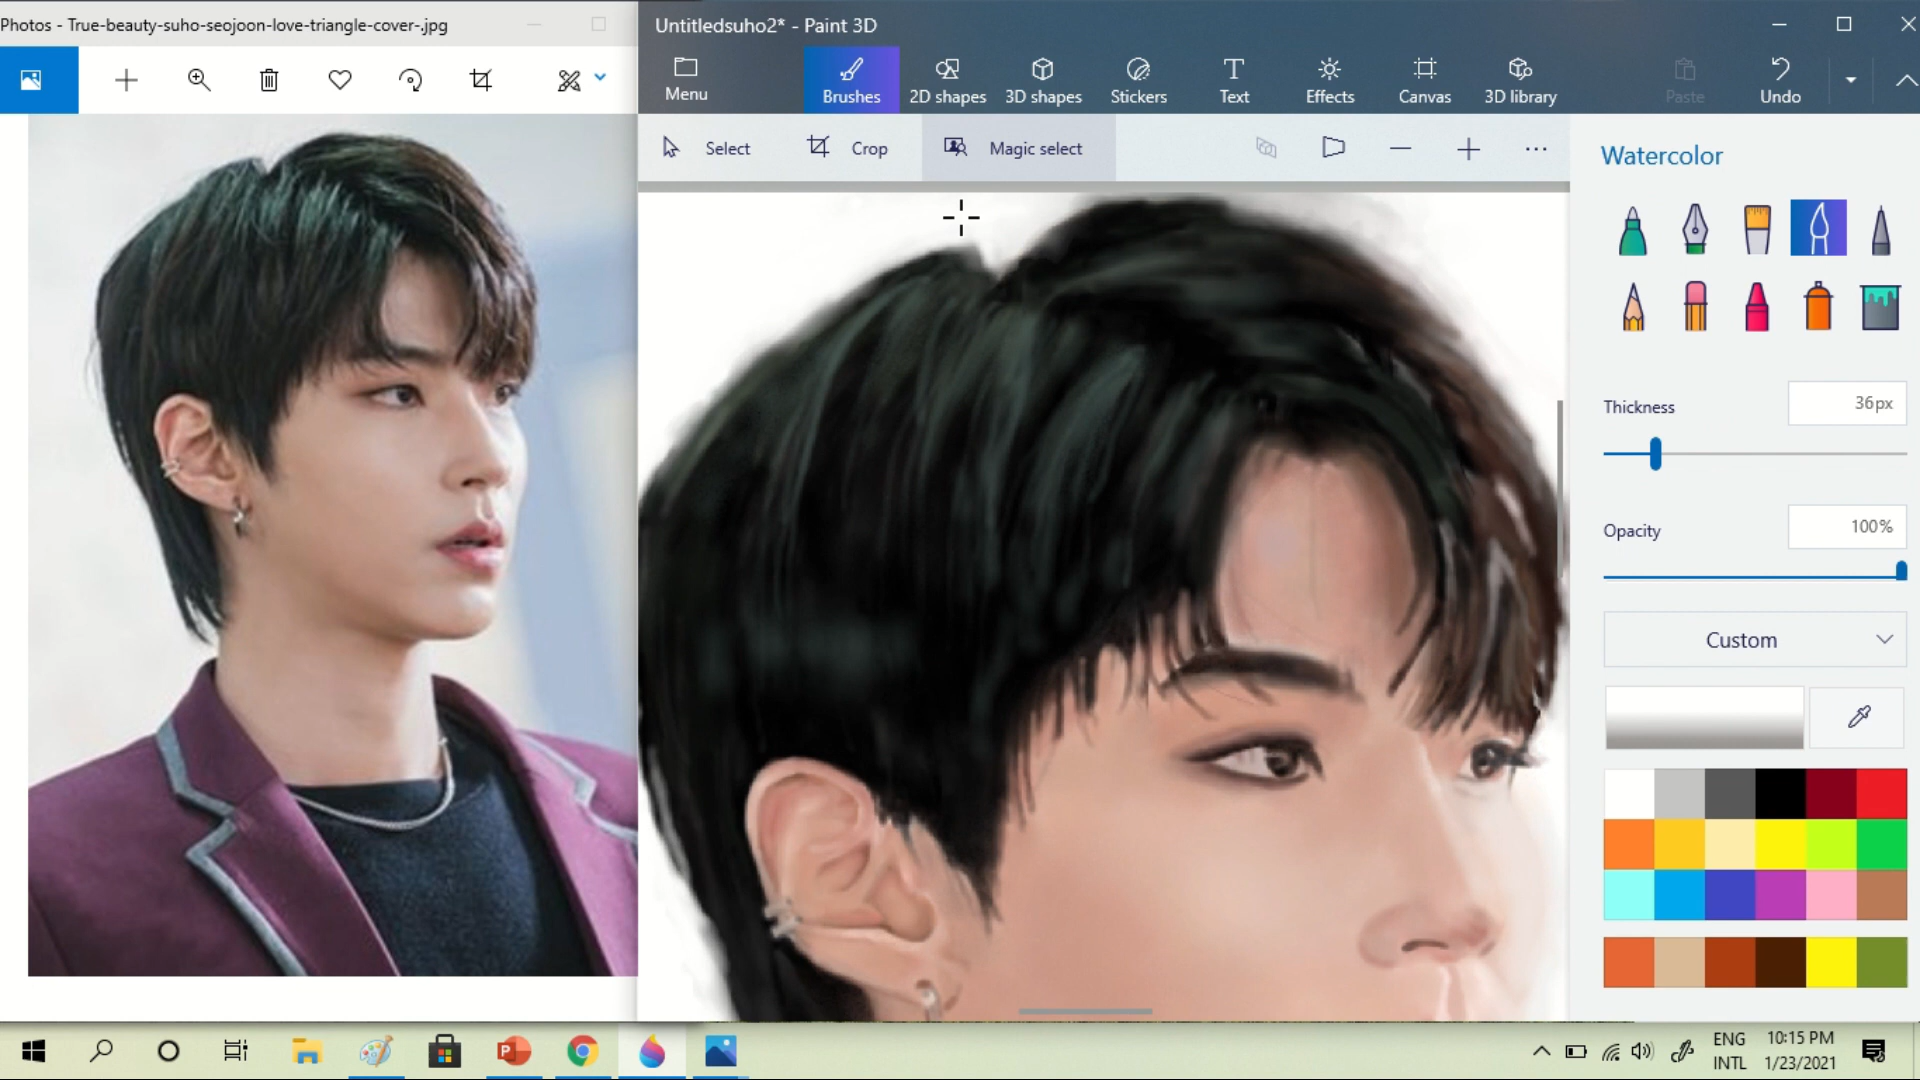 Photos - True-beauty-suho-seojoon-love-triangle-cover-.jpg
Untitledsuho2* - Paint 3D
Menu
Brushes
2D shapes
3D shapes
Stickers
Text
Effects
Canvas
3D library
Paste
Undo
Select
Crop
Magic select
Watercolor
Thickness
36px
Opacity
100%
Custom
ENG
INTL
10:15 PM
1/23/2021